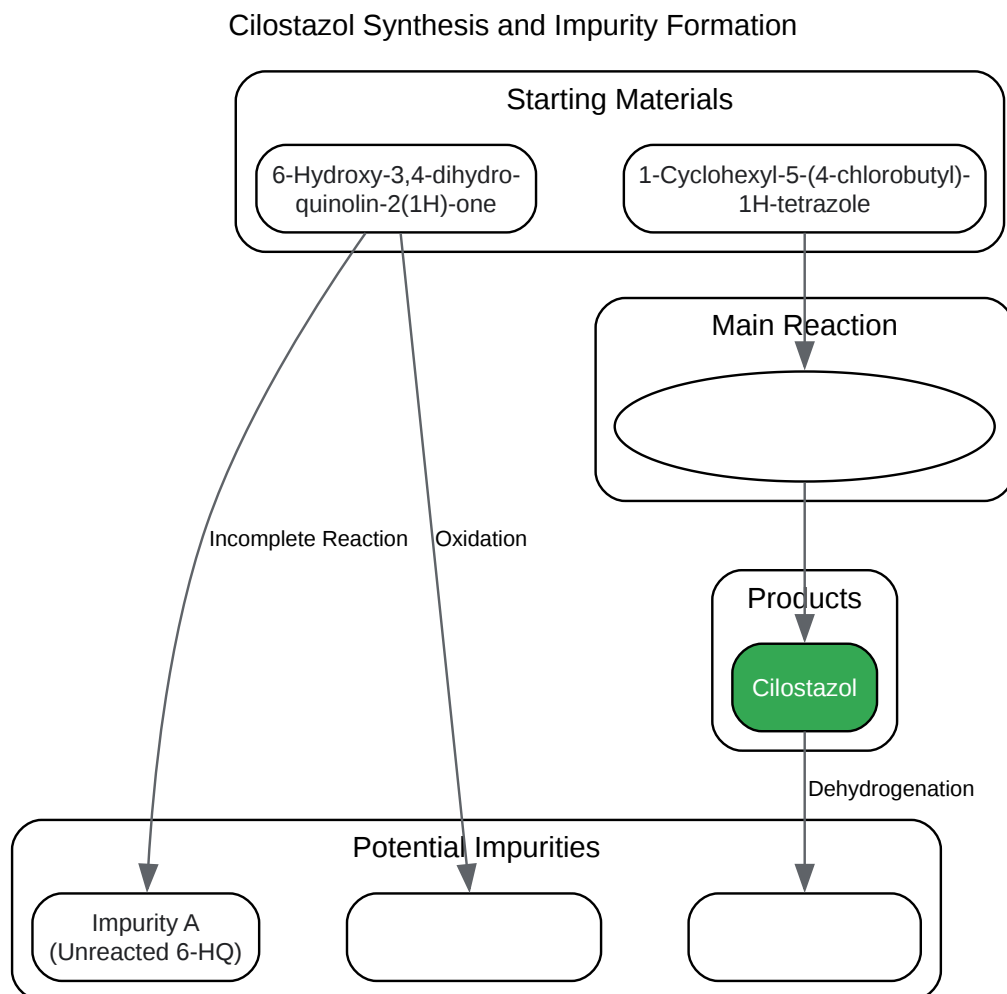 Cilostazol Synthesis and Impurity Formation
Starting Materials
6-Hydroxy-3,4-dihydro-
quinolin-2(1H)-one
1-Cyclohexyl-5-(4-chlorobutyl)-
1H-tetrazole
Main Reaction
Incomplete Reaction
Oxidation
Products
Cilostazol
Dehydrogenation
Potential Impurities
Impurity A
(Unreacted 6-HQ)